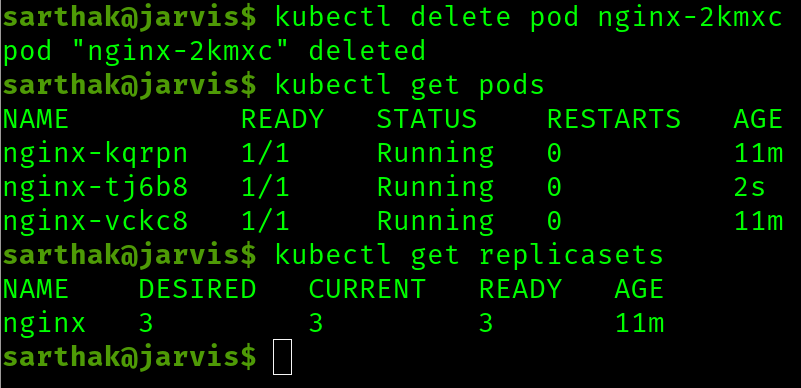 sarthak@jarvis$ kubectl delete pod nginx-2kmxc
pod "nginx-2kmxc" deleted
sarthak@jarvis$ kubectl get pods
NAME          READY   STATUS    RESTARTS   AGE
nginx-kqrpn   1/1     Running   0          11m
nginx-tj6b8   1/1     Running   0          2s
nginx-vckc8   1/1     Running   0          11m
sarthak@jarvis$ kubectl get replicasets
NAME    DESIRED   CURRENT   READY   AGE
nginx   3         3         3       11m
sarthak@jarvis$